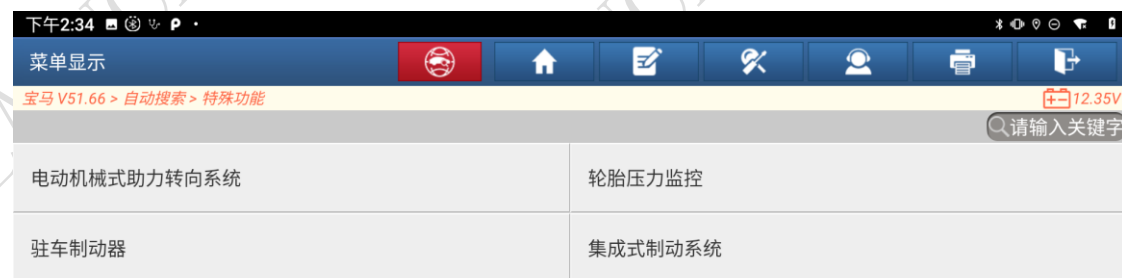 下午2:34
菜单显示
宝马 V51.66 > 自动搜索 > 特殊功能 12.35V
请输入关键字
电动机械式助力转向系统 轮胎压力监控
驻车制动器 集成式制动系统